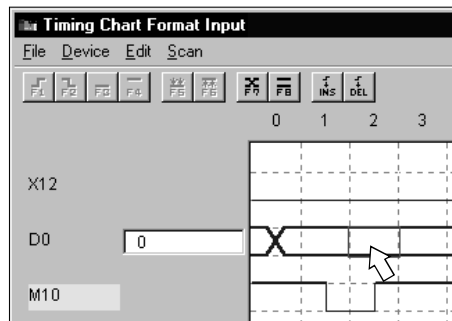 Timing Chart Format Input
File Device Edit Scan
F1 F2 F3 F4 F5 F6 F7 F8 INS DEL
0 1 2 3
X12
D0 0
M10